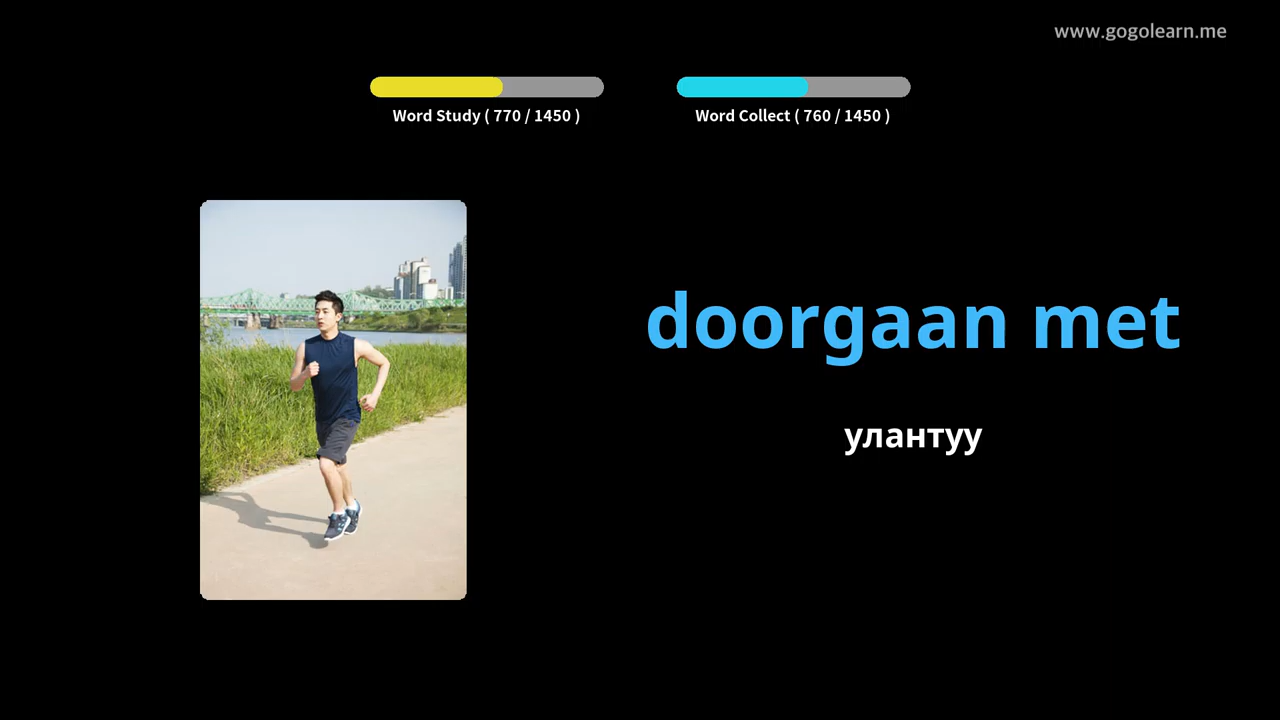 www.gogolearn.me
Word Study ( 770 / 1450 )
Word Collect ( 760 / 1450 )
doorgaan met
улантуу